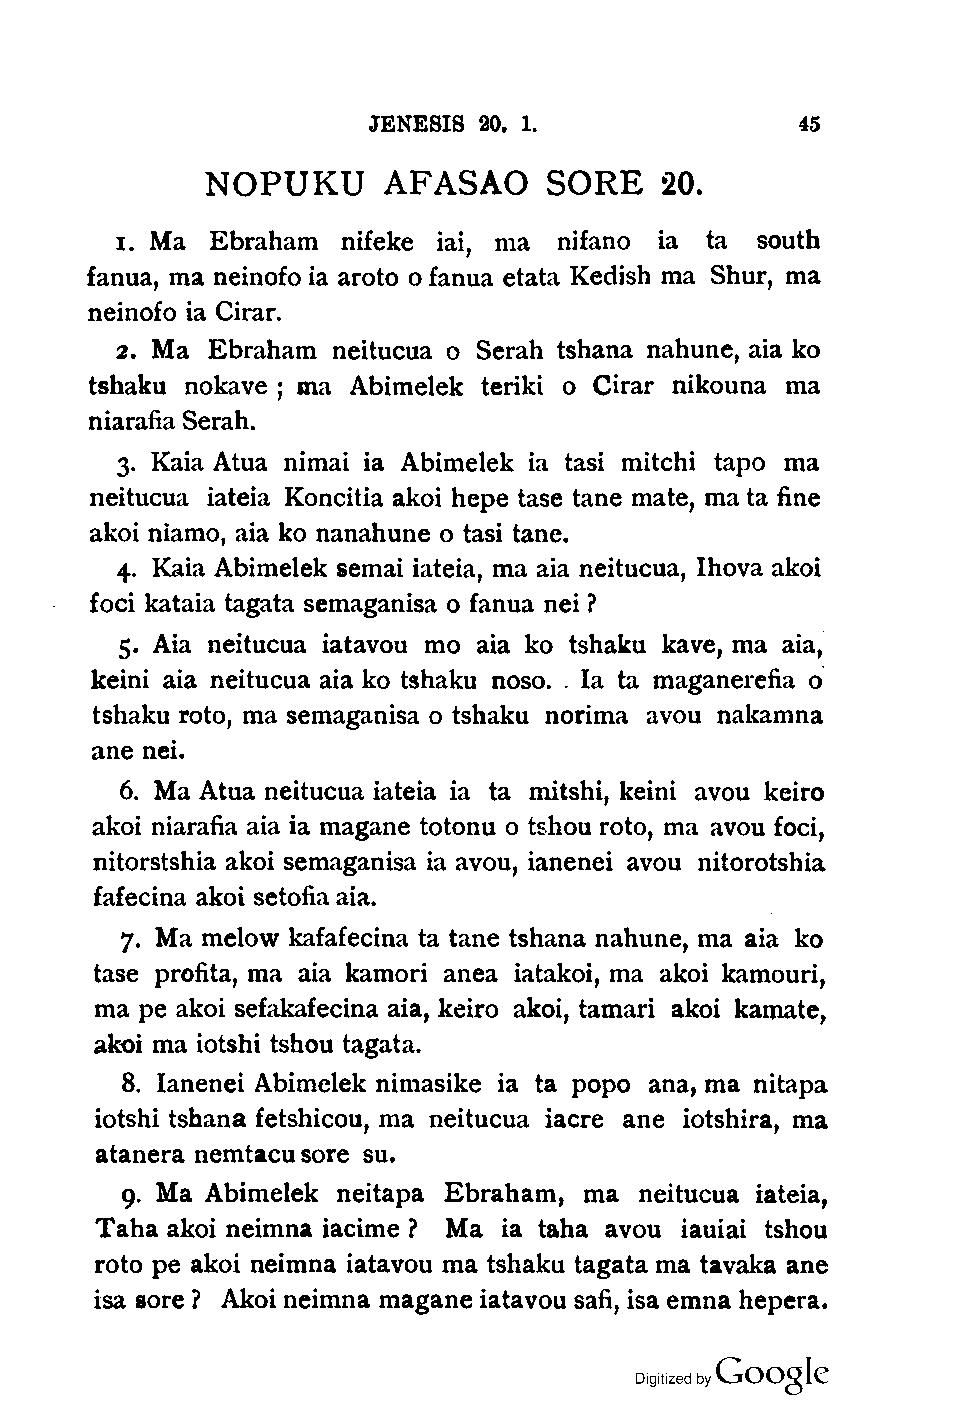 JENESIS 20. 1. 45
NOPUKU AFASAO SORE 20.
1. Ma Ebraham nifeke iai, ma nifano ia ta south
fanua, ma neinofo ia aroto o fanua etata Kedish ma Shur, ma
neinofo ia Cirar.
2. Ma Ebraham neitucua o Serah tshana nahune, aia ko
tshaku nokave ; ma Abimelek teriki o Cirar nikouna ma
niarafia Serah.
3. Kaia Atua nimai ia Abimelek ia tasi mitchi tapo ma
neitucua iateia Koncitia akoi hepe tase tane mate, ma ta fine
akoi niamo, aia ko nanahune o tasi tane.
4. Kaia Abimelek semai iateia, ma aia neitucua, Ihova akoi
foci kataia tagata semaganisa o fanua nei ?
5. Aia neitucua iatavou mo aia ko tshaku kave, ma aia,
keini aia neitucua aia ko tshaku noso. . Ia ta maganerefia o
tshaku roto, ma semaganisa o tshaku norima avou nakamna
ane nei.
6. Ma Atua neitucua iateia ia ta mitshi, keini avou keiro
akoi niarafia aia ia magane totonu o tshou roto, ma avou foci,
nitorstshia akoi semaganisa ia avou, ianenei avou nitorotshia
fafecina akoi setofia aia.
7. Ma melow kafafecina ta tane tshana nahune, ma aia ko
tase profita, ma aia kamori anea iatakoi, ma akoi kamouri,
ma pe akoi sefakafecina aia, keiro akoi, tamari akoi kamate,
akoi ma iotshi tshou tagata.
8. Ianenei Abimelek nimasike ia ta popo ana, ma nitapa
iotshi tshana fetshicou, ma neitucua iacre ane iotshira, ma
atanera nemtacu sore su.
9. Ma Abimelek neitapa Ebraham, ma neitucua iateia,
Taha akoi neimna iacime ? Ma ia taha avou iauiai tshou
roto pe akoi neimna iatavou ma tshaku tagata ma tavaka ane
isa sore ? Akoi neimna magane iatavou safi, isa emna hepera.
Digitized by Google